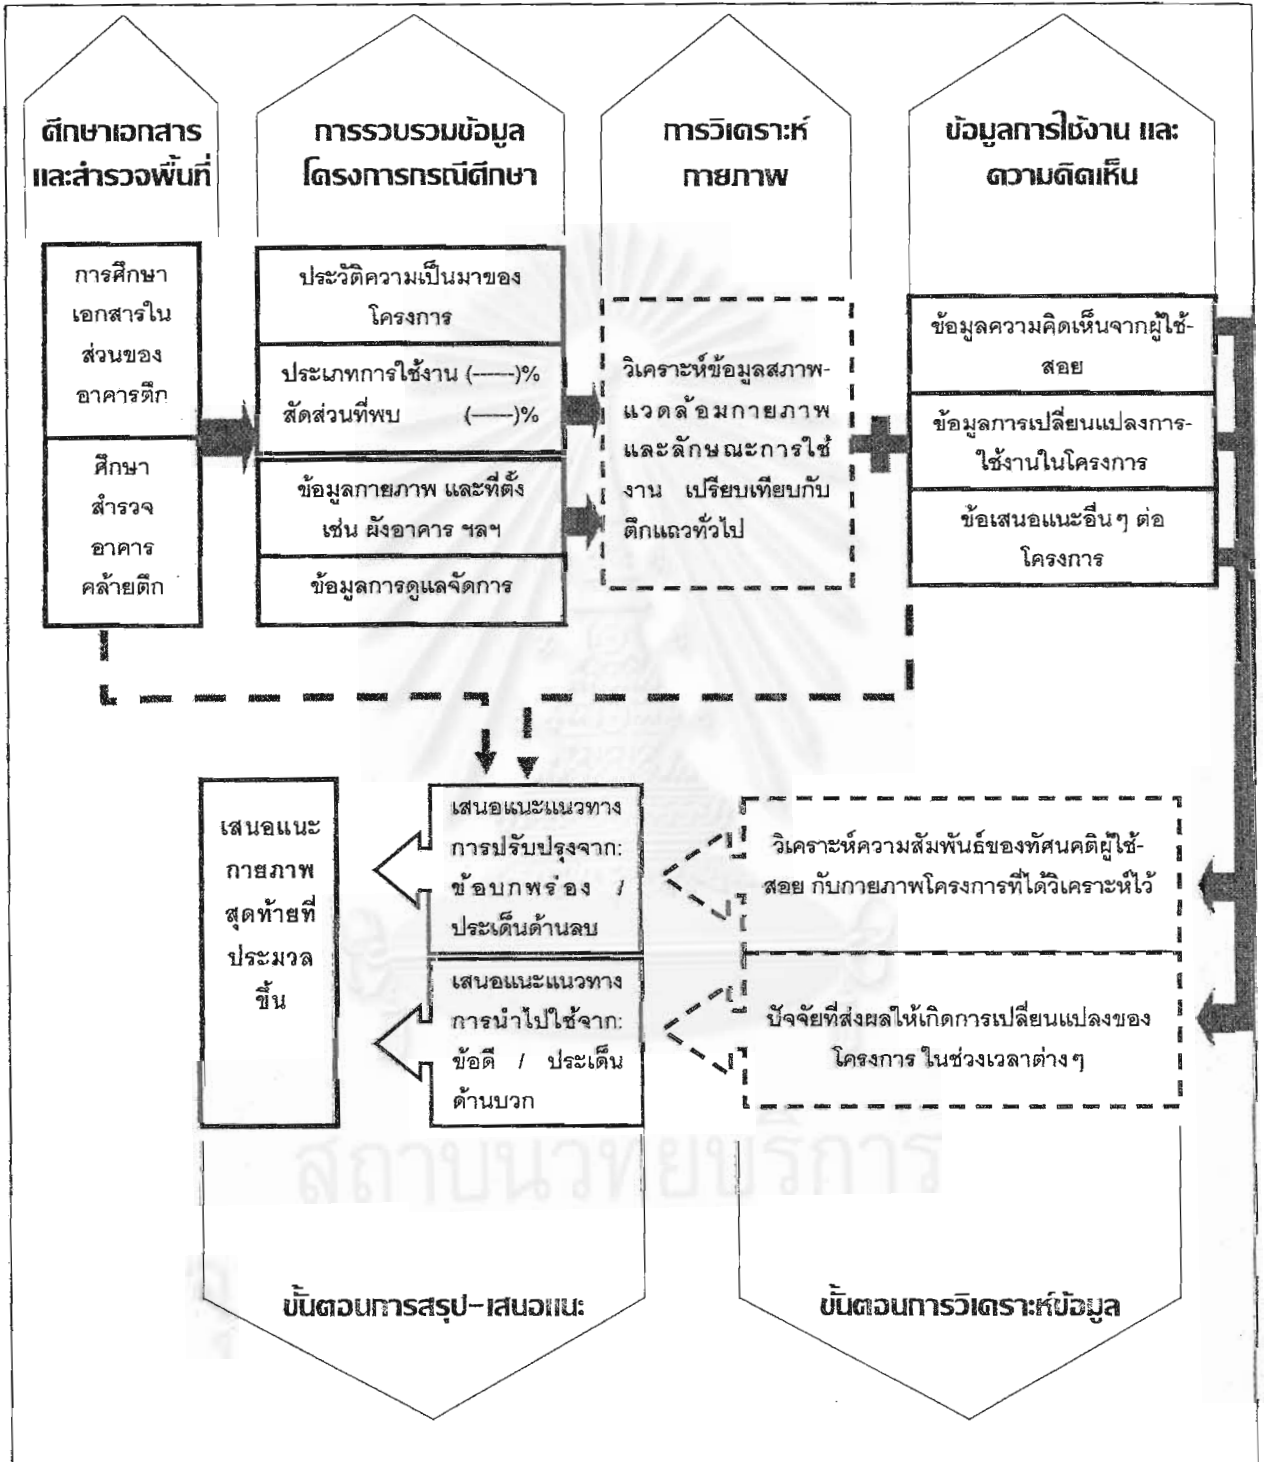 ศึกษาเอกสาร
และสำรวจพื้นที่
การรวบรวมข้อมูล
โครงการกรณีศึกษา
การวิเคราะห์
กายภาพ
ข้อมูลการใช้งาน และ
ความคิดเห็น
การศึกษา
เอกสารใน
ส่วนของ
อาคารตึก
ศึกษา
สำรวจ
อาคาร
คล้ายตึก
ประวัติความเป็นมาของ
โครงการ
ประเภทการใช้งาน (-----)%
สัดส่วนที่พบ (-----)%
ข้อมูลกายภาพ และที่ตั้ง
เช่น ผังอาคาร ฯลฯ
ข้อมูลการดูแลจัดการ
วิเคราะห์ข้อมูลสภาพ-
แวดล้อมกายภาพ
และลักษณะการใช้
งาน เปรียบเทียบกับ
ตึกแถวทั่วไป
ข้อมูลความคิดเห็นจากผู้ใช้-
สอย
ข้อมูลการเปลี่ยนแปลงการ-
ใช้งานในโครงการ
ข้อเสนอแนะอื่นๆ ต่อ
โครงการ
เสนอแนะ
กายภาพ
สุดท้ายที่
ประมวล
ขึ้น
เสนอแนะแนวทาง
การปรับปรุงจาก:
ข้อบกพร่อง /
ประเด็นด้านลบ
เสนอแนะแนวทาง
การนำไปใช้จาก:
ข้อดี / ประเด็น
ด้านบวก
วิเคราะห์ความสัมพันธ์ของทัศนคติผู้ใช้-
สอย กับกายภาพโครงการที่ได้วิเคราะห์ไว้
ปัจจัยที่ส่งผลให้เกิดการเปลี่ยนแปลงของ
โครงการ ในช่วงเวลาต่างๆ
สถาบันวิทยบริการ
ขั้นตอนการสรุป-เสนอแนะ
ขั้นตอนการวิเคราะห์ข้อมูล